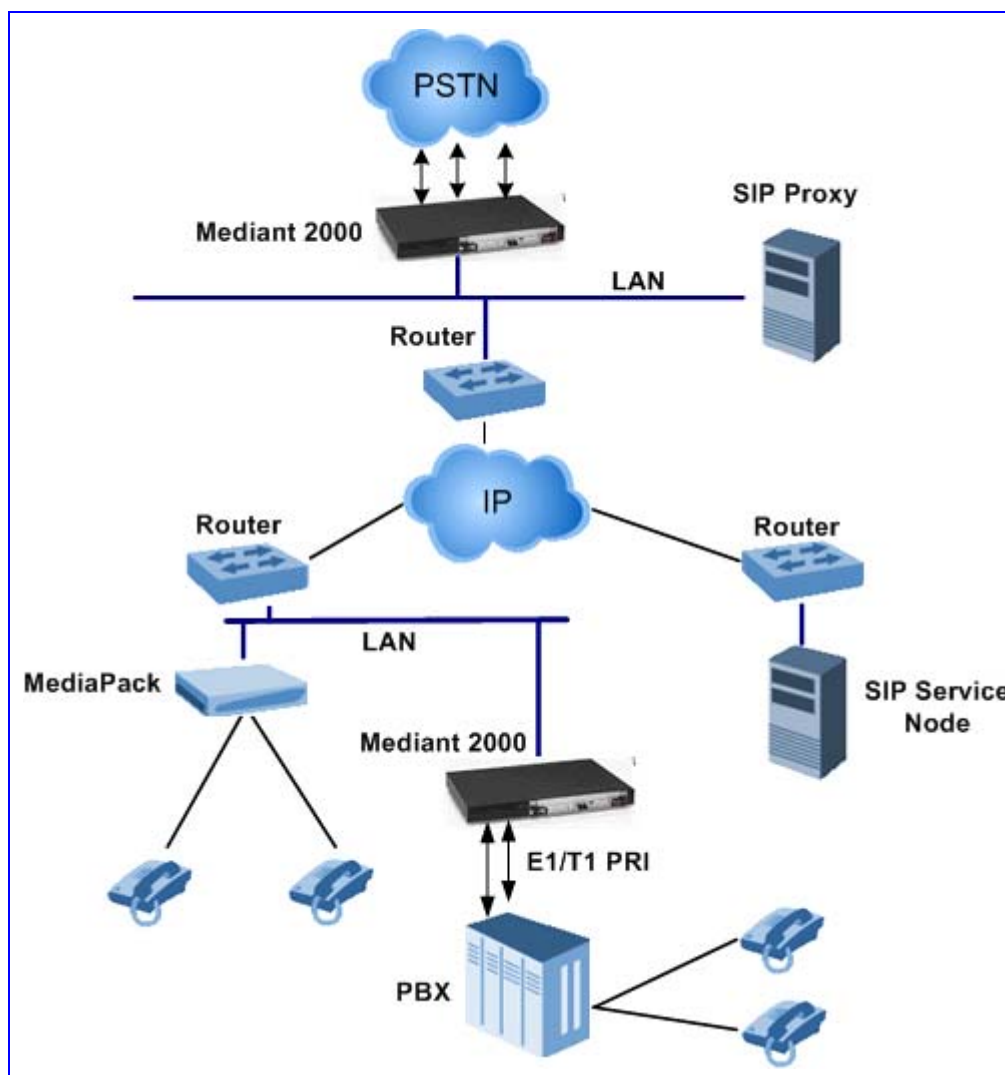 PSTN
SIP Proxy
Mediant 2000
LAN
Router
IP
Router
Router
LAN
MediaPack
SIP Service
Node
Mediant 2000
E1/T1 PRI
PBX